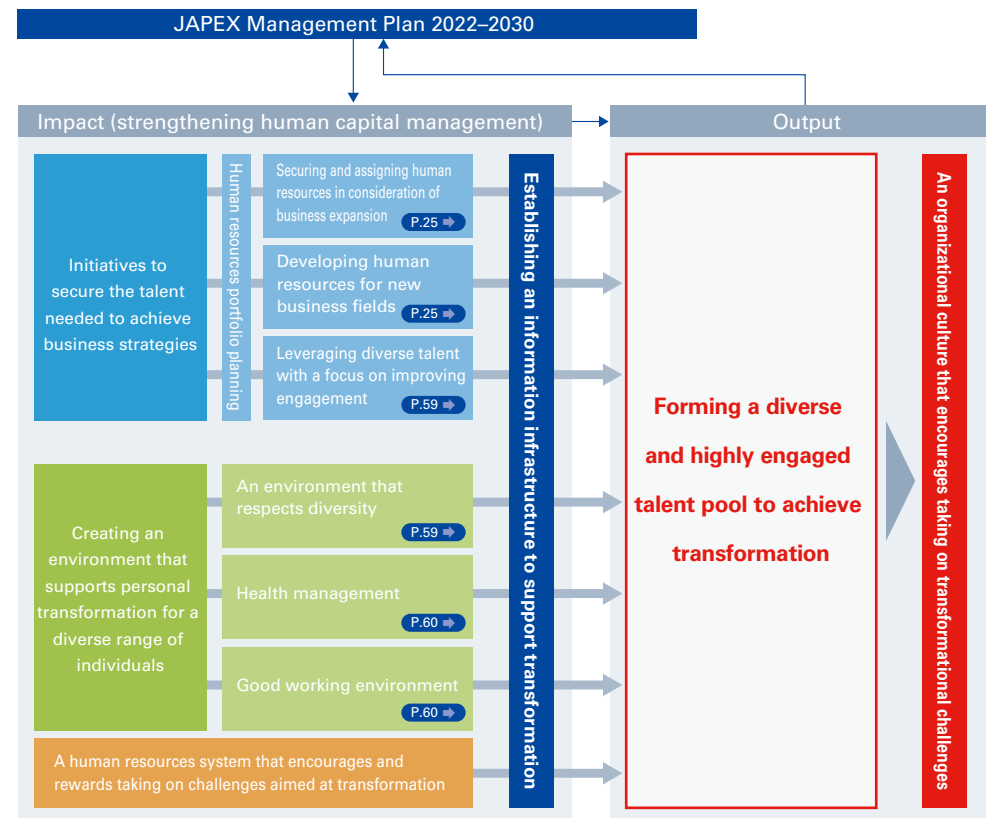 JAPEX Management Plan 2022–2030
Impact (strengthening human capital management)
Output
Initiatives to
secure the talent
needed to achieve
business strategies
Human resources portfolio planning
Securing and assigning human
resources in consideration of
business expansion
P.25
Developing human
resources for new
business fields
P.25
Leveraging diverse talent
with a focus on improving
engagement
P.59
Creating an
environment that
supports personal
transformation for a
diverse range of
individuals
An environment that
respects diversity
P.59
Health management
P.60
Good working environment
P.60
A human resources system that encourages and
rewards taking on challenges aimed at transformation
Establishing an information infrastructure to support transformation
Forming a diverse
and highly engaged
talent pool to achieve
transformation
An organizational culture that encourages taking on transformational challenges